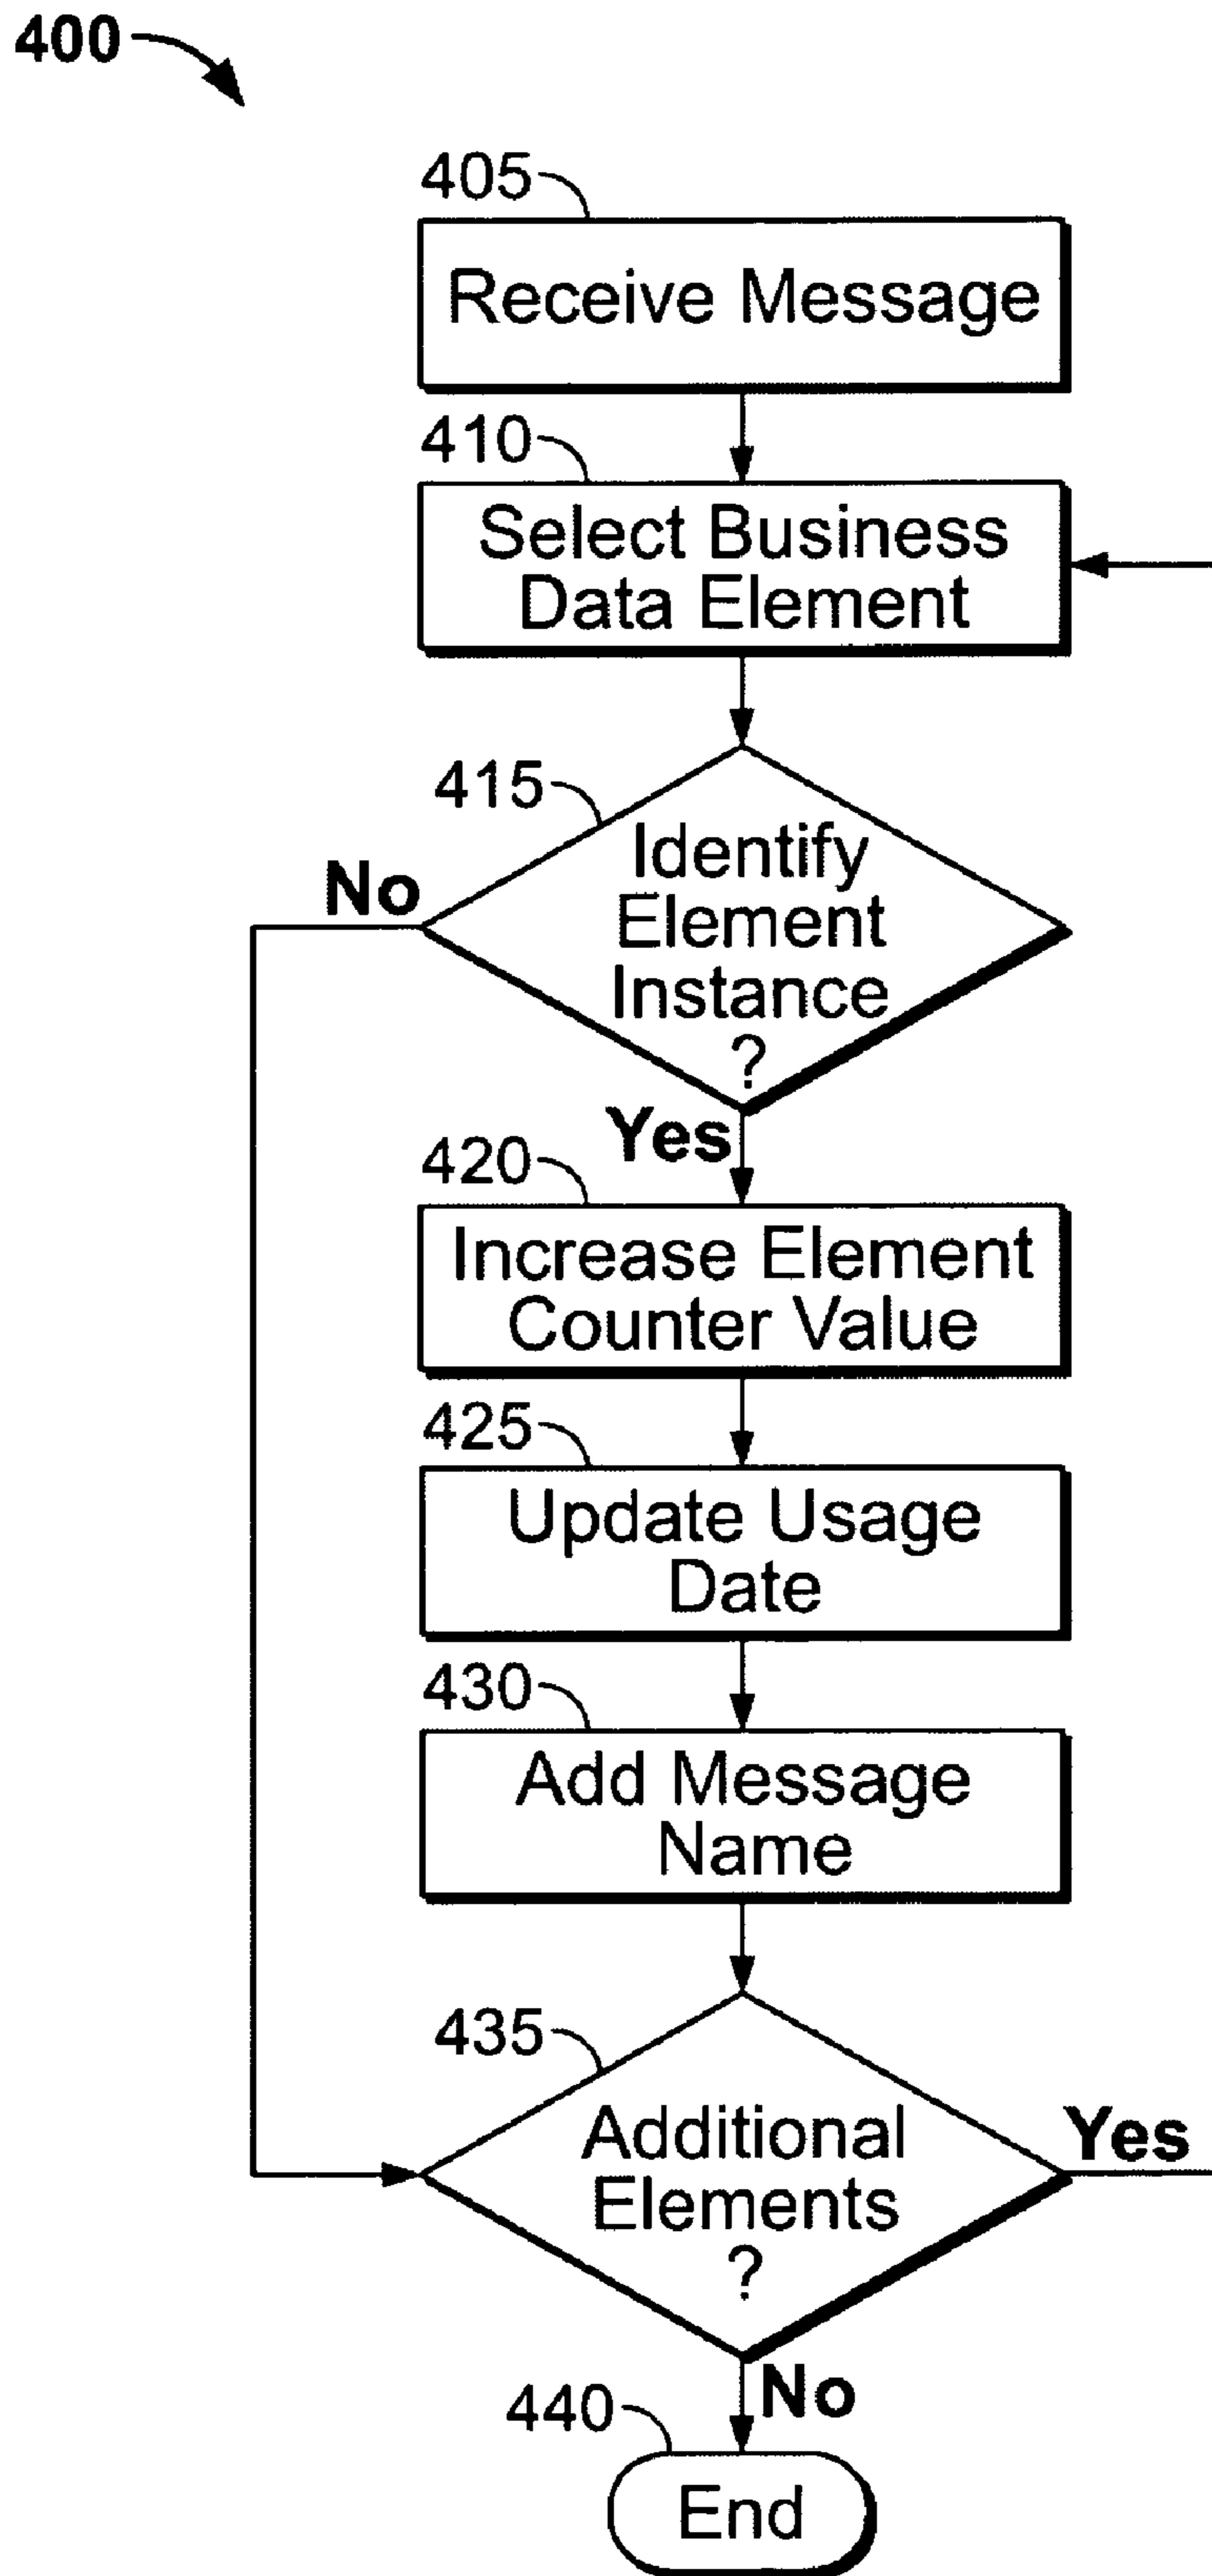 400
405
Receive Message
410
Select Business
Data Element
415
Identify
Element
Instance
?
No
Yes
420
Increase Element
Counter Value
425
Update Usage
Date
430
Add Message
Name
435
Additional
Elements
?
Yes
No
440
End